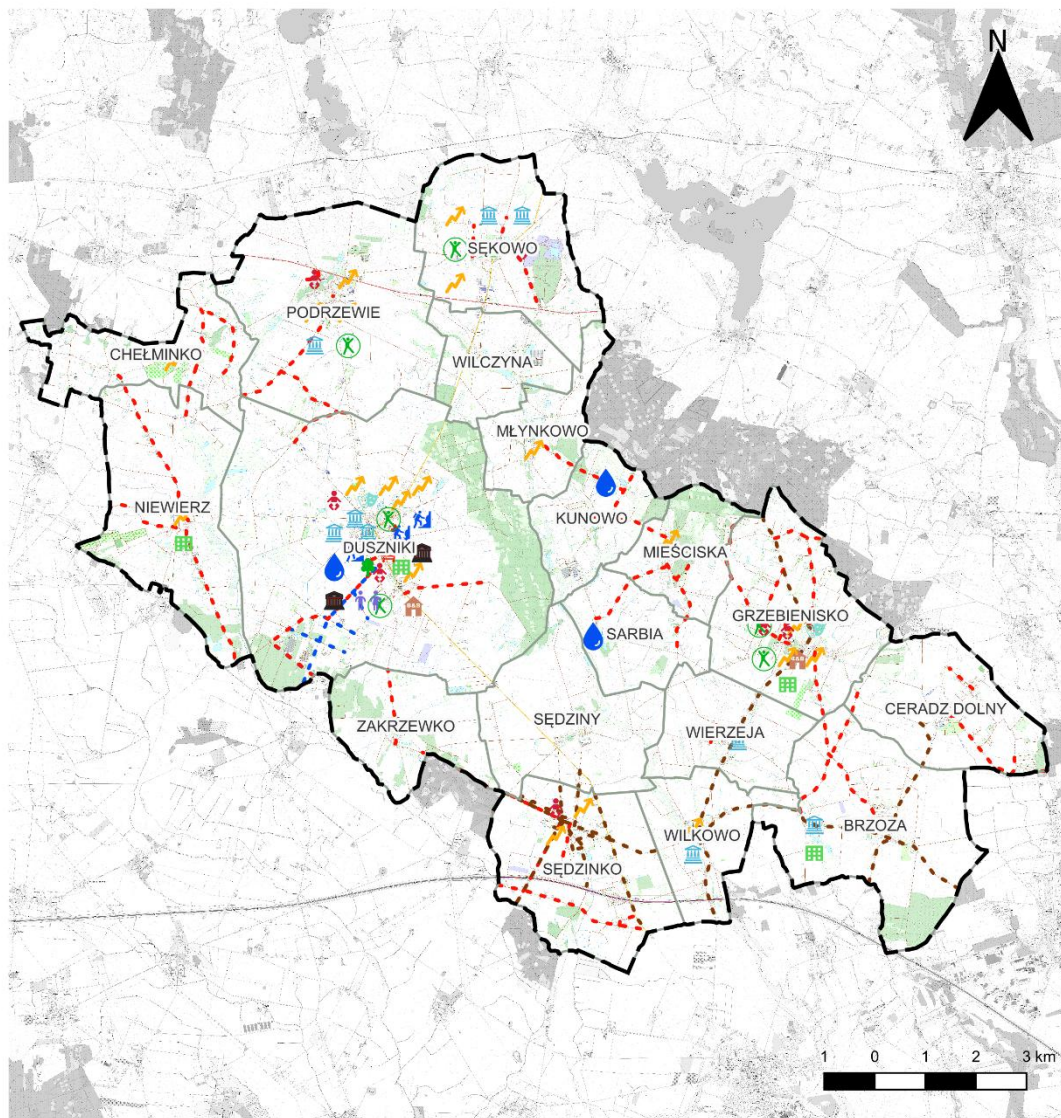 N
SĘKOWO
PODRZEWIE
CHEŁMINKO
WILCZYNA
MŁYNKOWO
NIEWIERZ
KUNOWO
DUSZNIKI
MIEŚCISKA
GRZEBIENISKO
SARBIA
CERADZ DOLNY
ZAKRZEWKO
SĘDZINY
WIERZEJA
WILKOWO
BRZOZA
SĘDZINKO
1 0 1 2 3 km